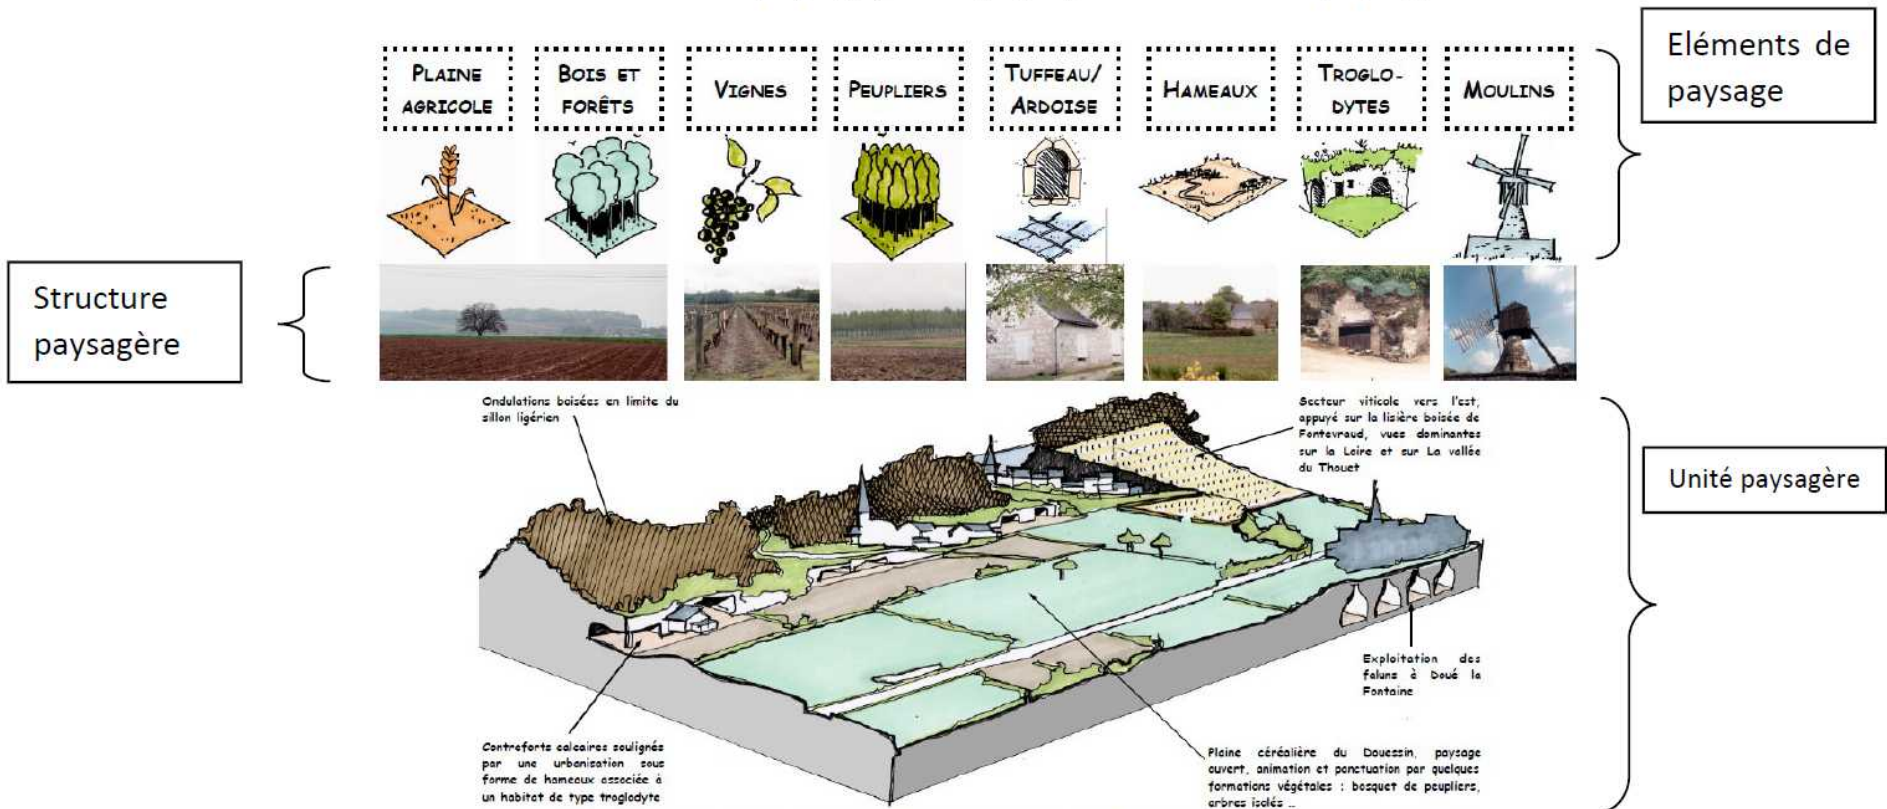 Eléments de
paysage
PLAINE
AGRICOLE
BOIS ET
FORÊTS
VIGNES
PEUPLIERS
TUFFEAU/
ARDOISE
HAMEAUX
TROGLO-
DYTES
MOULINS
Structure
paysagère
Ondulations boisées en limite du
sillon ligérien
Secteur viticole vers l'est,
appuyé sur la lisière boisée de
Fontevraud, vues dominantes
sur la Loire et sur La vallée
du Thouet
Unité paysagère
Exploitation des
faluns à Doué la
Fontaine
Contreforts calcaires soulignés
par une urbanisation sous
forme de hameaux associée à
un habitat de type troglodyte
Plaine céréalière du Douessin, paysage
ouvert, animation et ponctuation par quelques
formations végétales : bosquet de peupliers,
arbres isolés ..